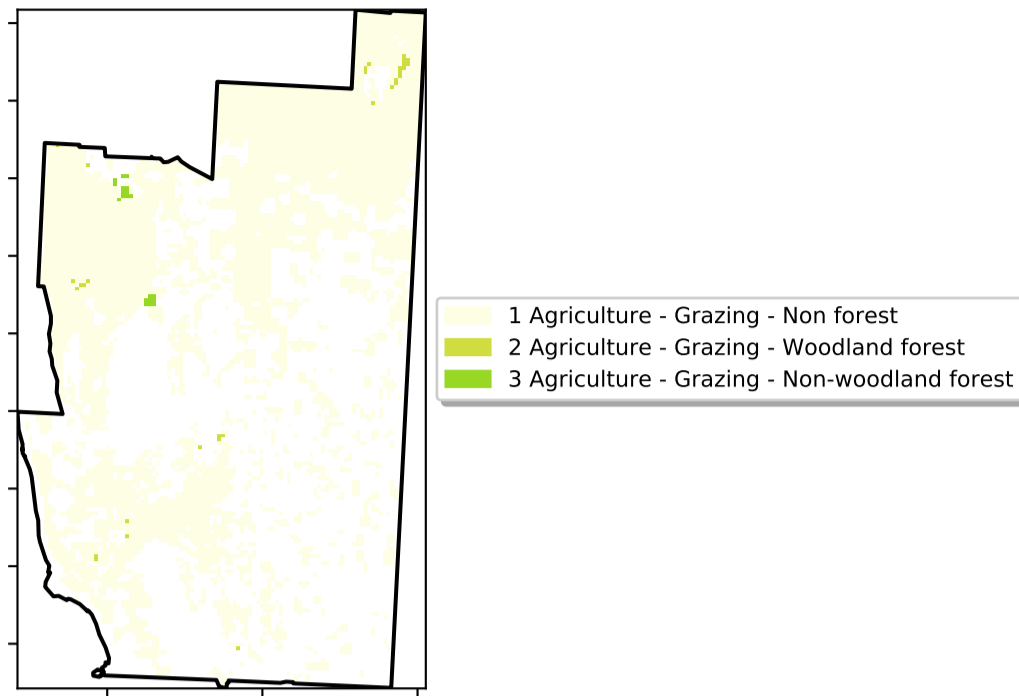 1 Agriculture - Grazing - Non forest
2 Agriculture - Grazing - Woodland forest
3 Agriculture - Grazing - Non-woodland forest